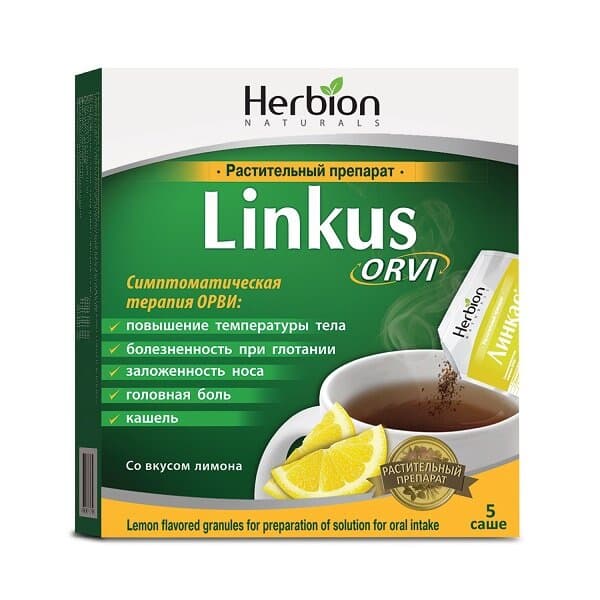 Herbion
NATURALS
· Растительный препарат ·
Linkus
ORVI
Симптоматическая
терапия ОРВИ:
✓ повышение температуры тела
✓ болезненность при глотании
✓ заложенность носа
✓ головная боль
✓ кашель
Со вкусом лимона
Herbion
Линкас
РАСТИТЕЛЬНЫЙ
ПРЕПАРАТ
Lemon flavored granules for preparation of solution for oral intake
5
саше